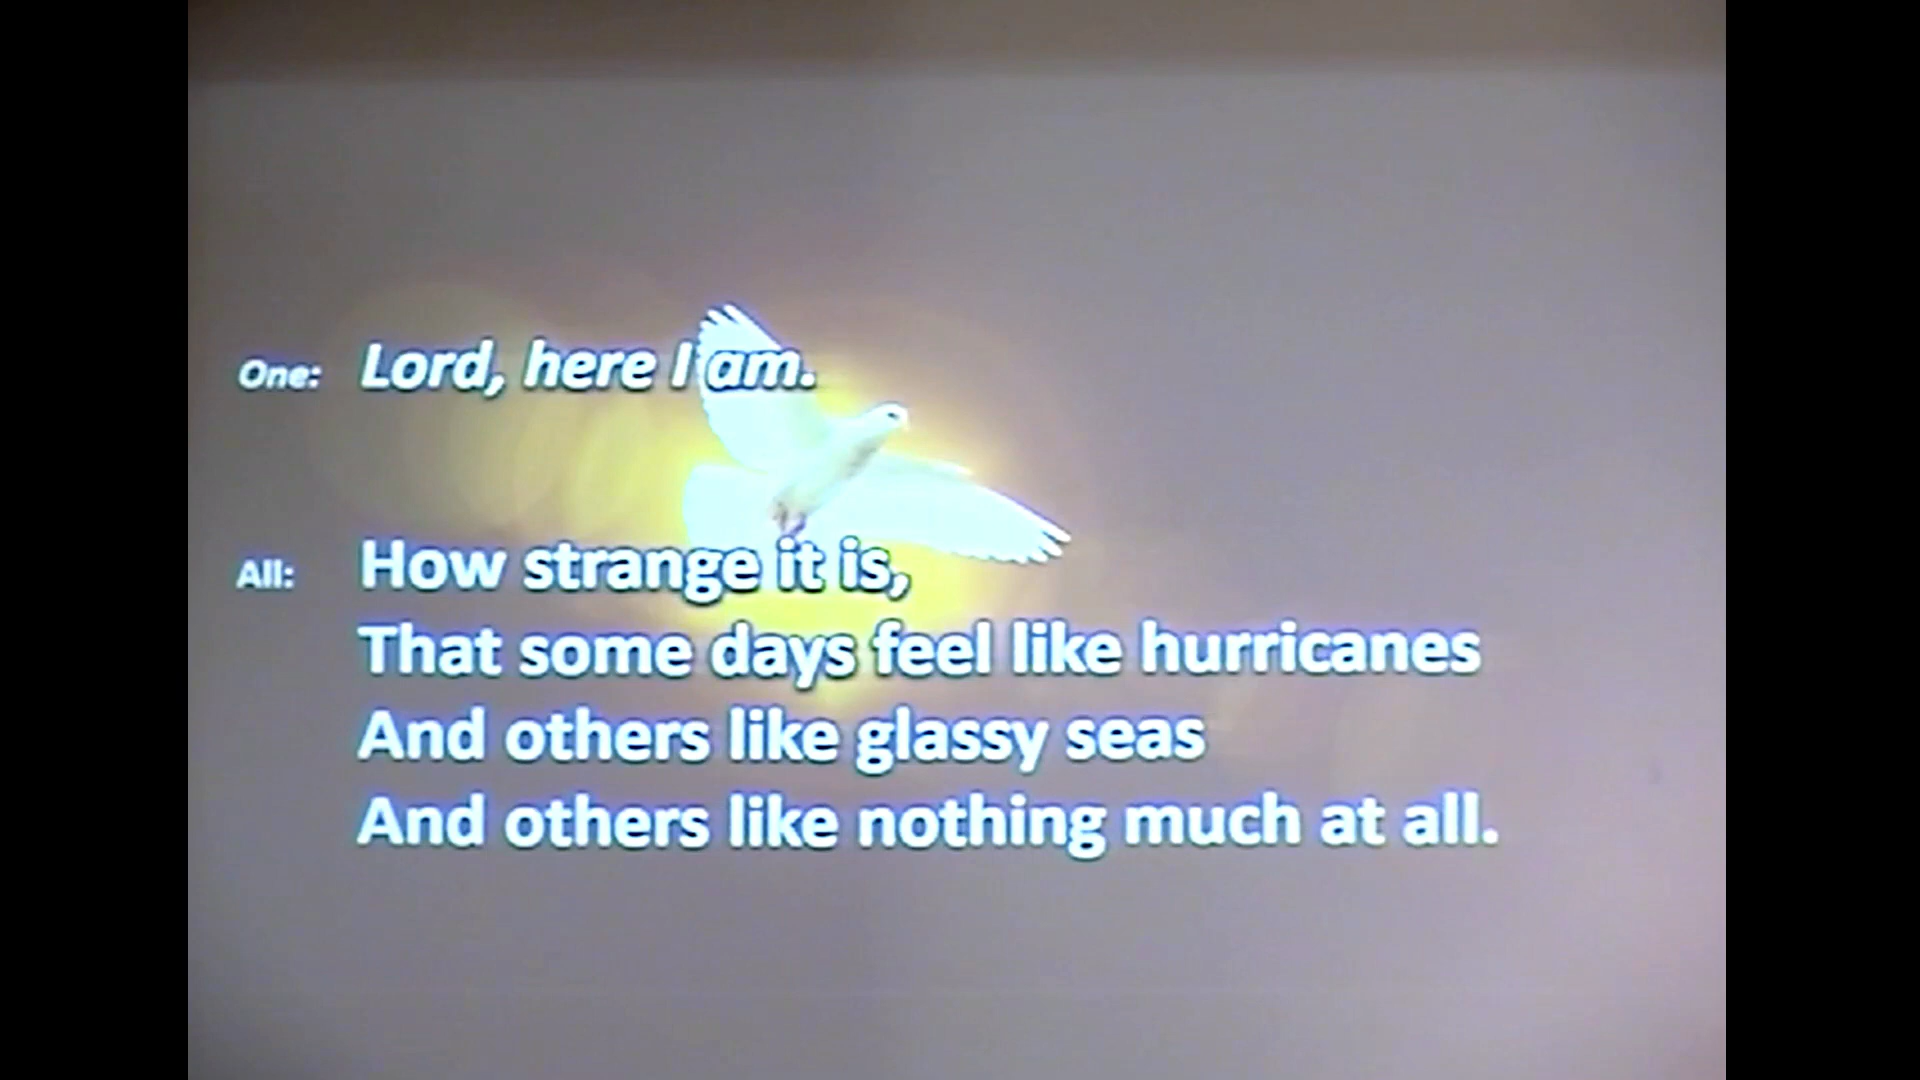 One: Lord, here I am.
All: How strange it is,
That some days feel like hurricanes
And others like glassy seas
And others like nothing much at all.